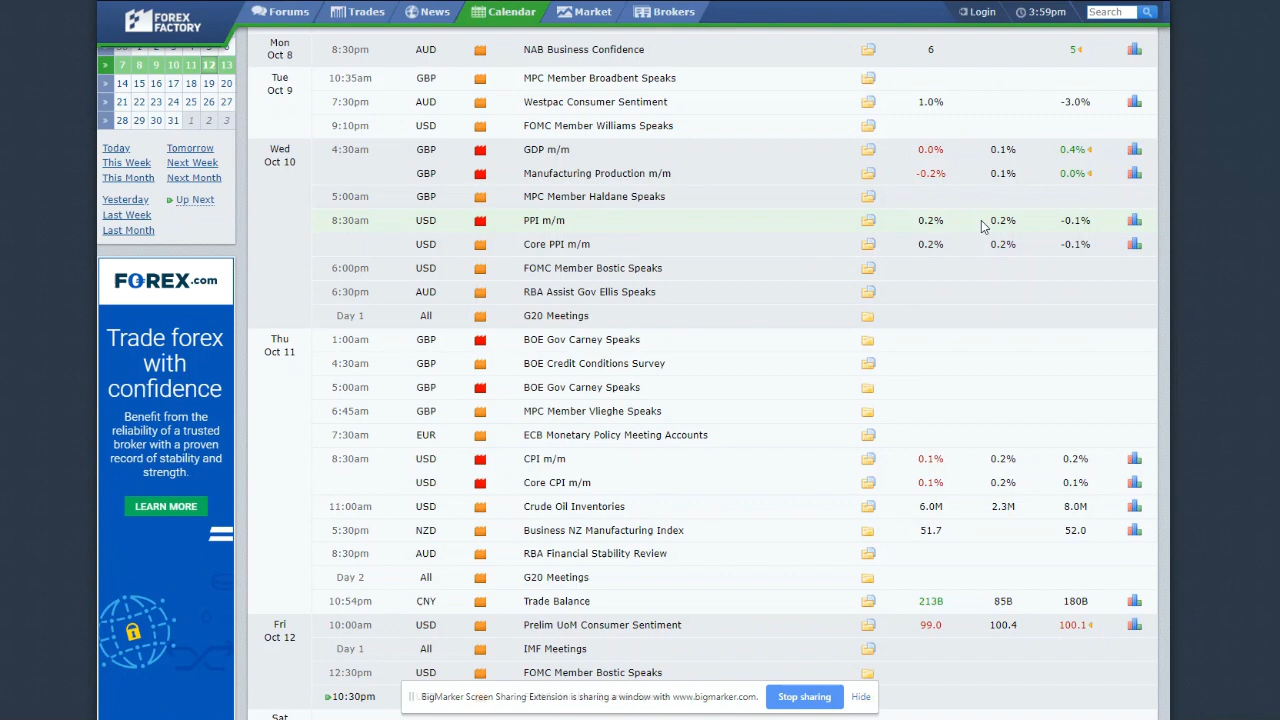 FOREX FACTORY
Forums Trades News Calendar Market Brokers Login 3:59pm Search
» 7 8 9 10 11 12 13
» 14 15 16 17 18 19 20
» 21 22 23 24 25 26 27
» 28 29 30 31 1 2 3
Today Tomorrow
This Week Next Week
This Month Next Month
Yesterday Up Next
Last Week
Last Month
FOREX.com
Trade forex
with
confidence
Benefit from the
reliability of a trusted
broker with a proven
record of stability and
strength.
LEARN MORE
Mon Oct 8 8:30pm AUD NAB Business Confidence 6 5
Tue Oct 9 10:35am GBP MPC Member Broadbent Speaks
7:30pm AUD Westpac Consumer Sentiment 1.0% -3.0%
9:10pm USD FOMC Member Williams Speaks
Wed Oct 10 4:30am GBP GDP m/m 0.0% 0.1% 0.4%
GBP Manufacturing Production m/m -0.2% 0.1% 0.0%
5:00am GBP MPC Member Haldane Speaks
8:30am USD PPI m/m 0.2% 0.2% -0.1%
USD Core PPI m/m 0.2% 0.2% -0.1%
6:00pm USD FOMC Member Bostic Speaks
6:30pm AUD RBA Assist Gov Ellis Speaks
Day 1 All G20 Meetings
Thu Oct 11 1:00am GBP BOE Gov Carney Speaks
4:30am GBP BOE Credit Conditions Survey
5:00am GBP BOE Gov Carney Speaks
6:45am GBP MPC Member Vlieghe Speaks
7:30am EUR ECB Monetary Policy Meeting Accounts
8:30am USD CPI m/m 0.1% 0.2% 0.2%
USD Core CPI m/m 0.1% 0.2% 0.1%
11:00am USD Crude Oil Inventories 6.0M 2.3M 8.0M
5:30pm NZD Business NZ Manufacturing Index 51.7 52.0
8:30pm AUD RBA Financial Stability Review
Day 2 All G20 Meetings
10:54pm CNY Trade Balance 213B 85B 180B
Fri Oct 12 10:00am USD Prelim UoM Consumer Sentiment 99.0 100.4 100.1
Day 1 All IMF Meetings
12:30pm USD FOMC Member Bostic Speaks
10:30pm
BigMarker Screen Sharing Extension is sharing a window with www.bigmarker.com. Stop sharing Hide
Sat